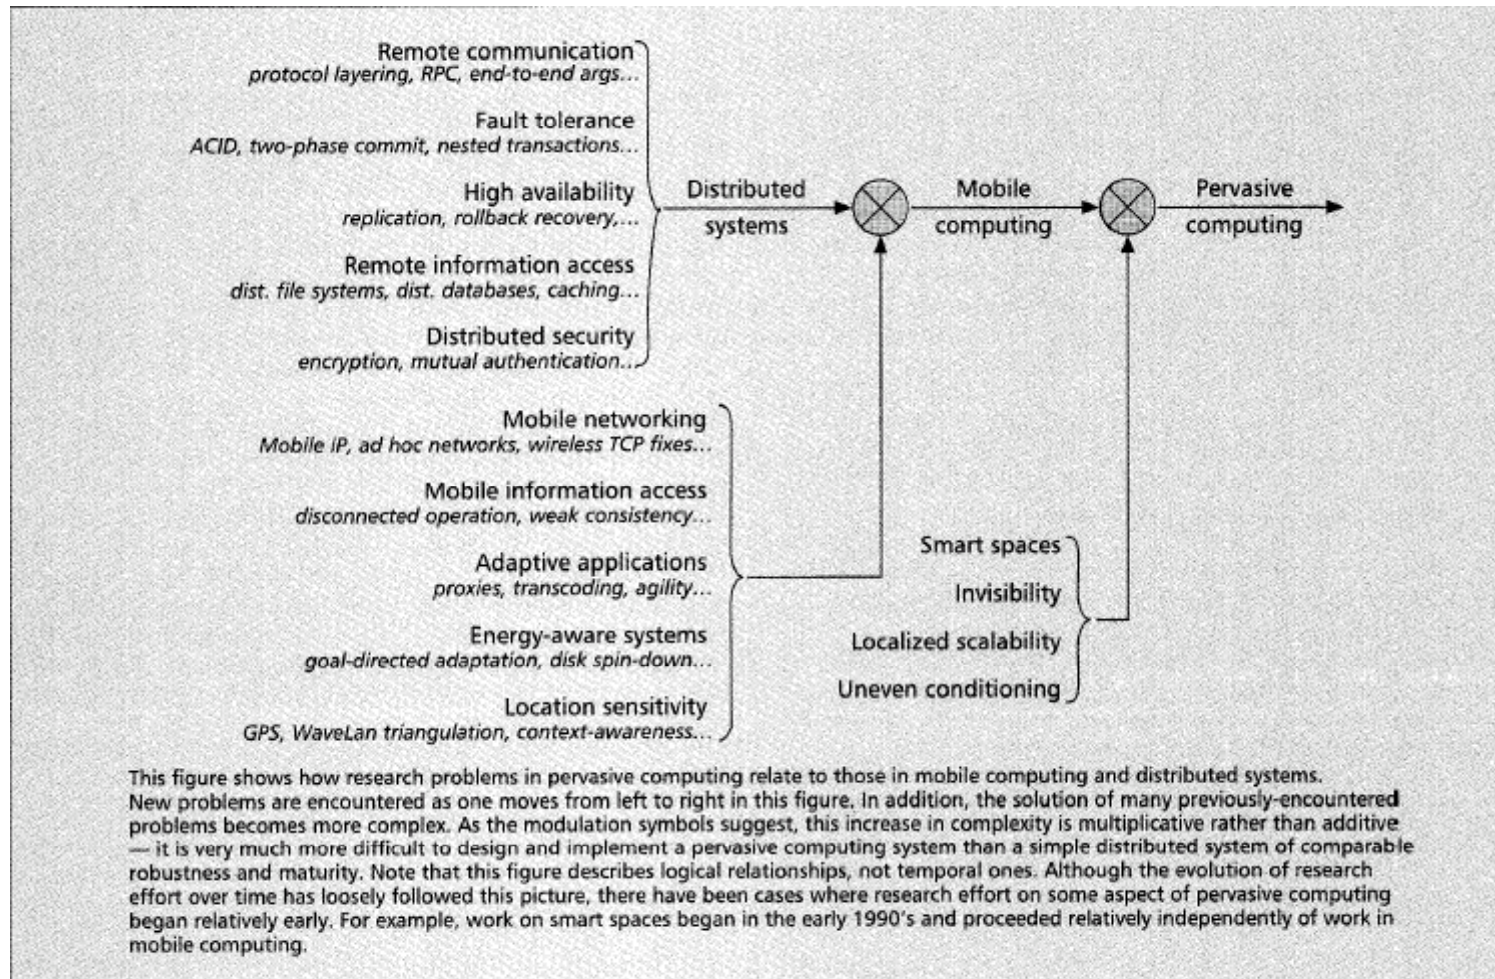 Remote communication
protocol layering, RPC, end-to-end args...
Fault tolerance
ACID, two-phase commit, nested transactions...
High availability
replication, rollback recovery,...
Remote information access
dist. file systems, dist. databases, caching...
Distributed security
encryption, mutual authentication...
Distributed
systems
Mobile
computing
Pervasive
computing
Mobile networking
Mobile IP, ad hoc networks, wireless TCP fixes...
Mobile information access
disconnected operation, weak consistency...
Adaptive applications
proxies, transcoding, agility...
Energy-aware systems
goal-directed adaptation, disk spin-down...
Location sensitivity
GPS, WaveLan triangulation, context-awareness...
Smart spaces
Invisibility
Localized scalability
Uneven conditioning
This figure shows how research problems in pervasive computing relate to those in mobile computing and distributed systems.
New problems are encountered as one moves from left to right in this figure. In addition, the solution of many previously-encountered
problems becomes more complex. As the modulation symbols suggest, this increase in complexity is multiplicative rather than additive
— it is very much more difficult to design and implement a pervasive computing system than a simple distributed system of comparable
robustness and maturity. Note that this figure describes logical relationships, not temporal ones. Although the evolution of research
effort over time has loosely followed this picture, there have been cases where research effort on some aspect of pervasive computing
began relatively early. For example, work on smart spaces began in the early 1990's and proceeded relatively independently of work in
mobile computing.